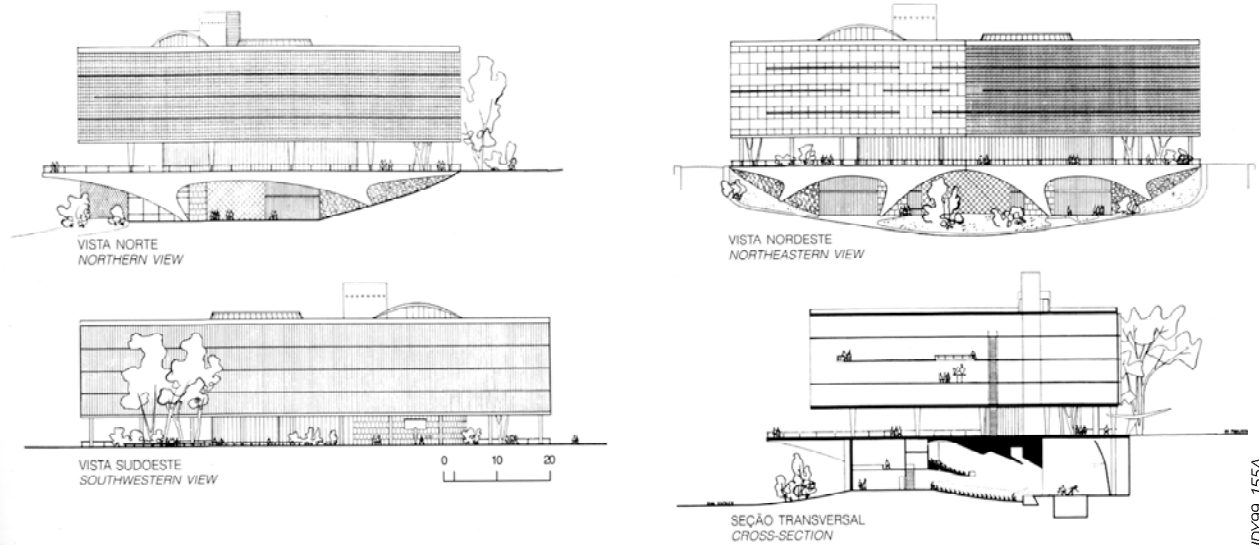 VISTA NORTE
NORTHERN VIEW
VISTA NORDESTE
NORTHEASTERN VIEW
VISTA SUDOESTE
SOUTHWESTERN VIEW
0 10 20
SEÇÃO TRANSVERSAL
CROSS-SECTION